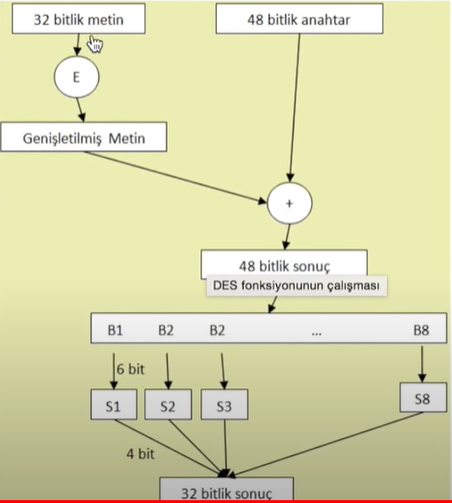 32 bitlik metin
48 bitlik anahtar
E
Genişletilmiş Metin
+
48 bitlik sonuç
DES fonksiyonunun çalışması
B1 B2 B2 ... B8
6 bit
S1 S2 S3 S8
4 bit
32 bitlik sonuç